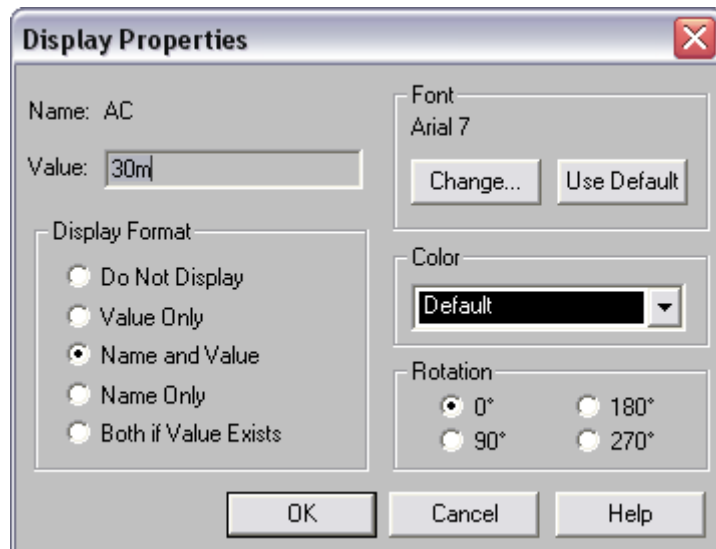 Display Properties
Name: AC
Value: 30m
Display Format
Do Not Display
Value Only
Name and Value
Name Only
Both if Value Exists
Font
Arial 7
Change... Use Default
Color
Default
Rotation
0° 180°
90° 270°
OK Cancel Help